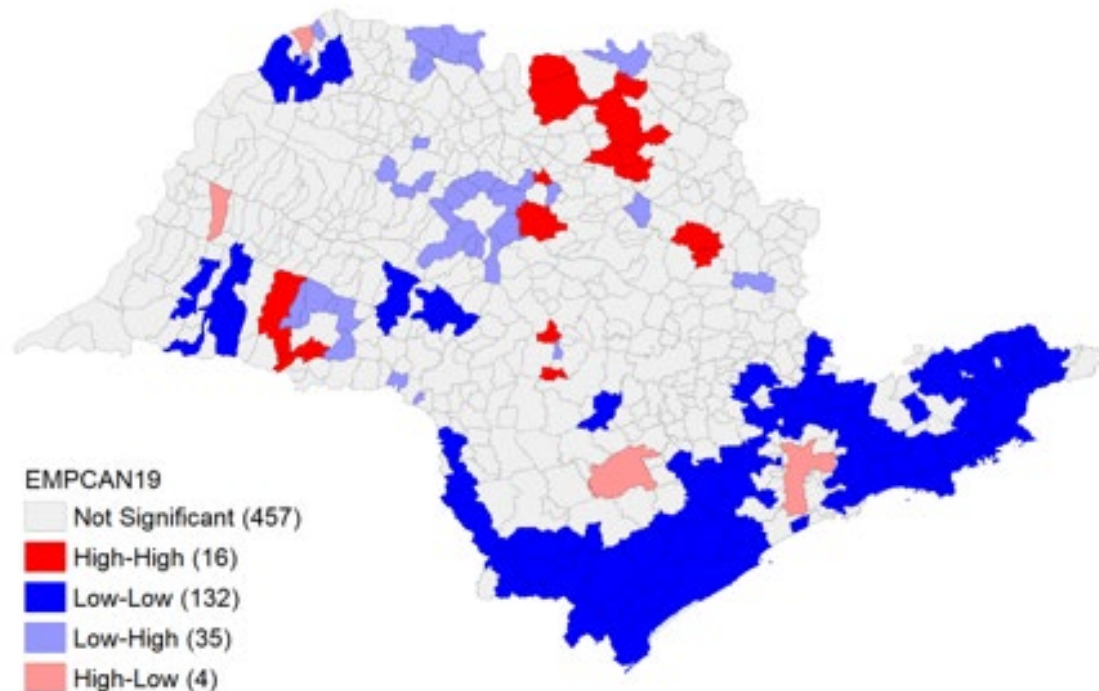 EMPCAN19
Not Significant (457)
High-High (16)
Low-Low (132)
Low-High (35)
High-Low (4)